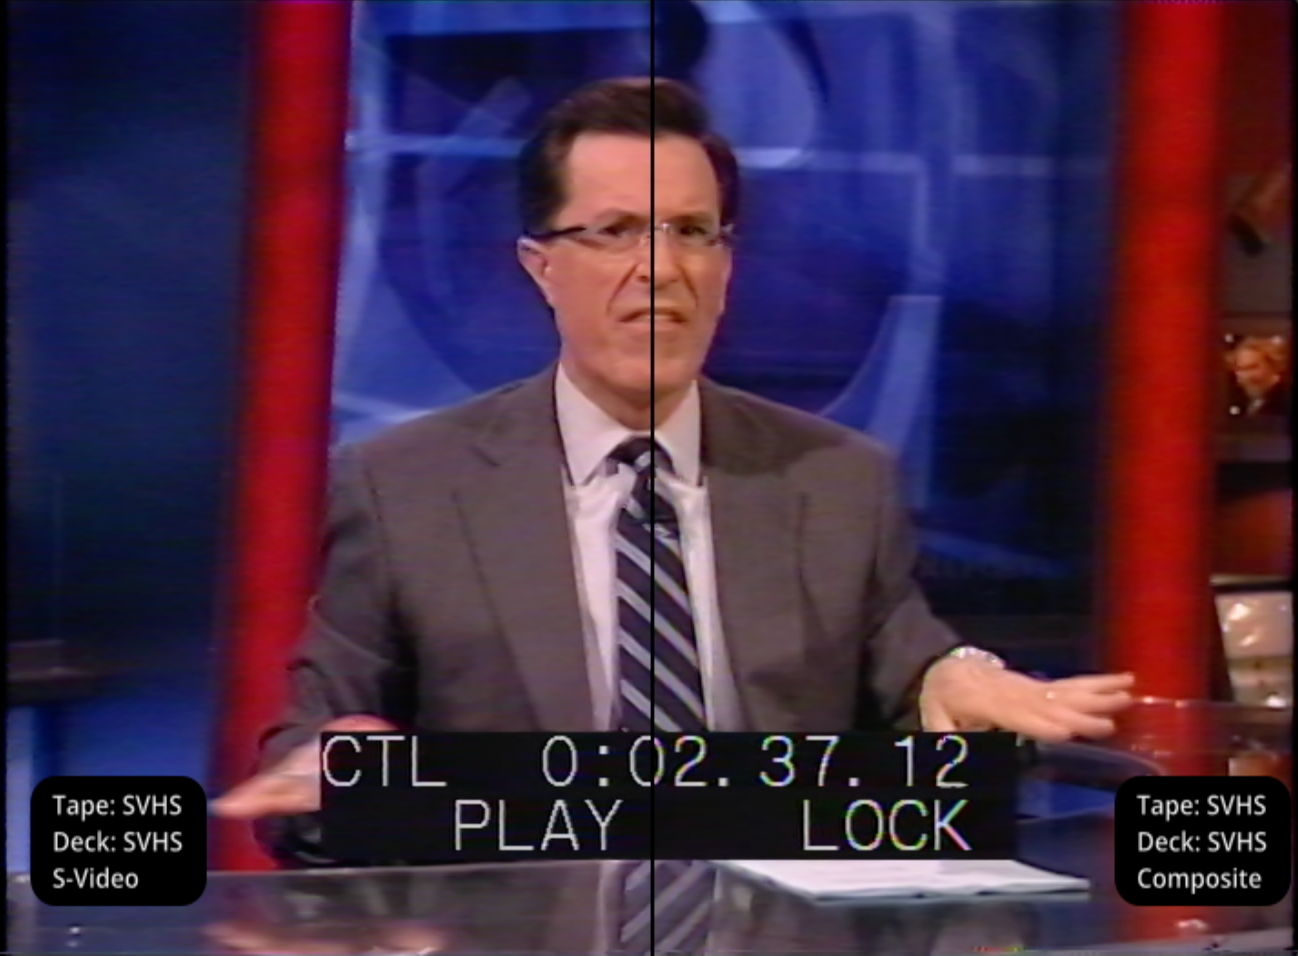 CTL 0:02.37.12
PLAY LOCK
Tape: SVHS
Deck: SVHS
S-Video
Tape: SVHS
Deck: SVHS
Composite